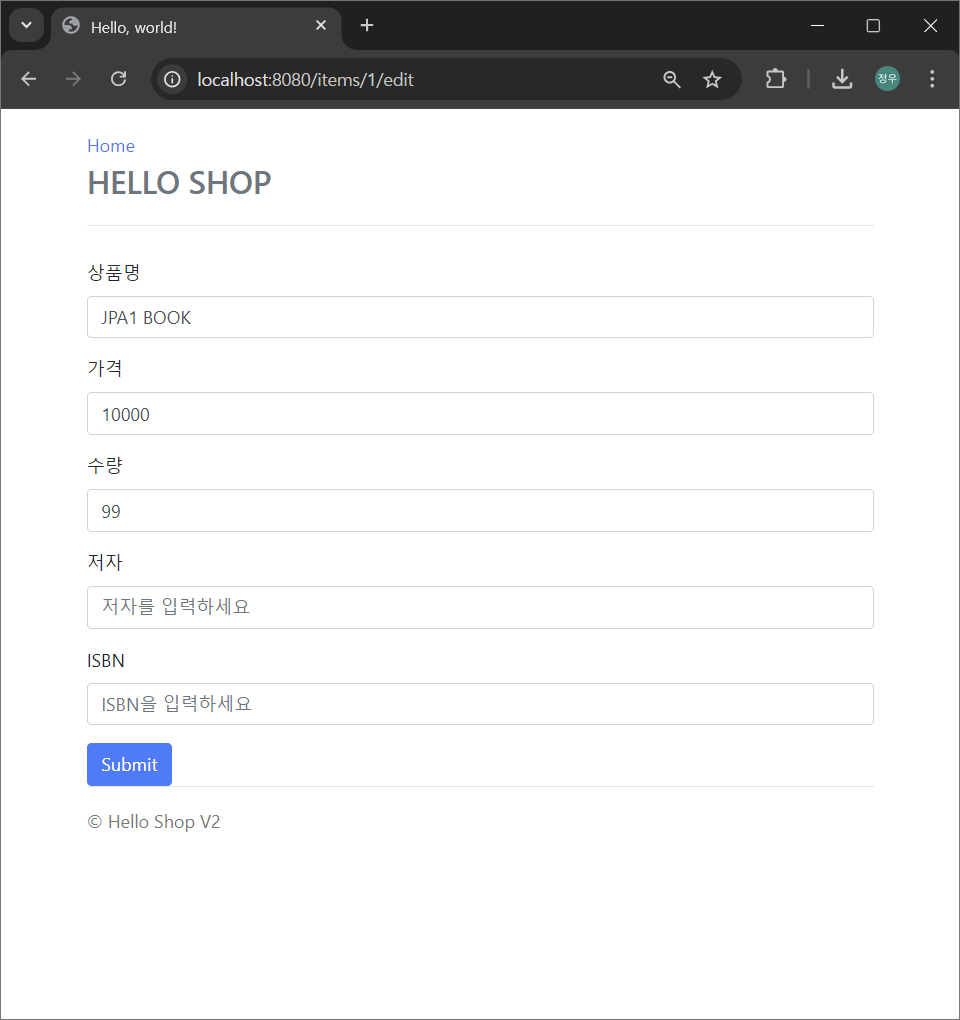 Hello, world!
localhost:8080/items/1/edit
정우
Home
HELLO SHOP
상품명
JPA1 BOOK
가격
10000
수량
99
저자
저자를 입력하세요
ISBN
ISBN을 입력하세요
Submit
© Hello Shop V2